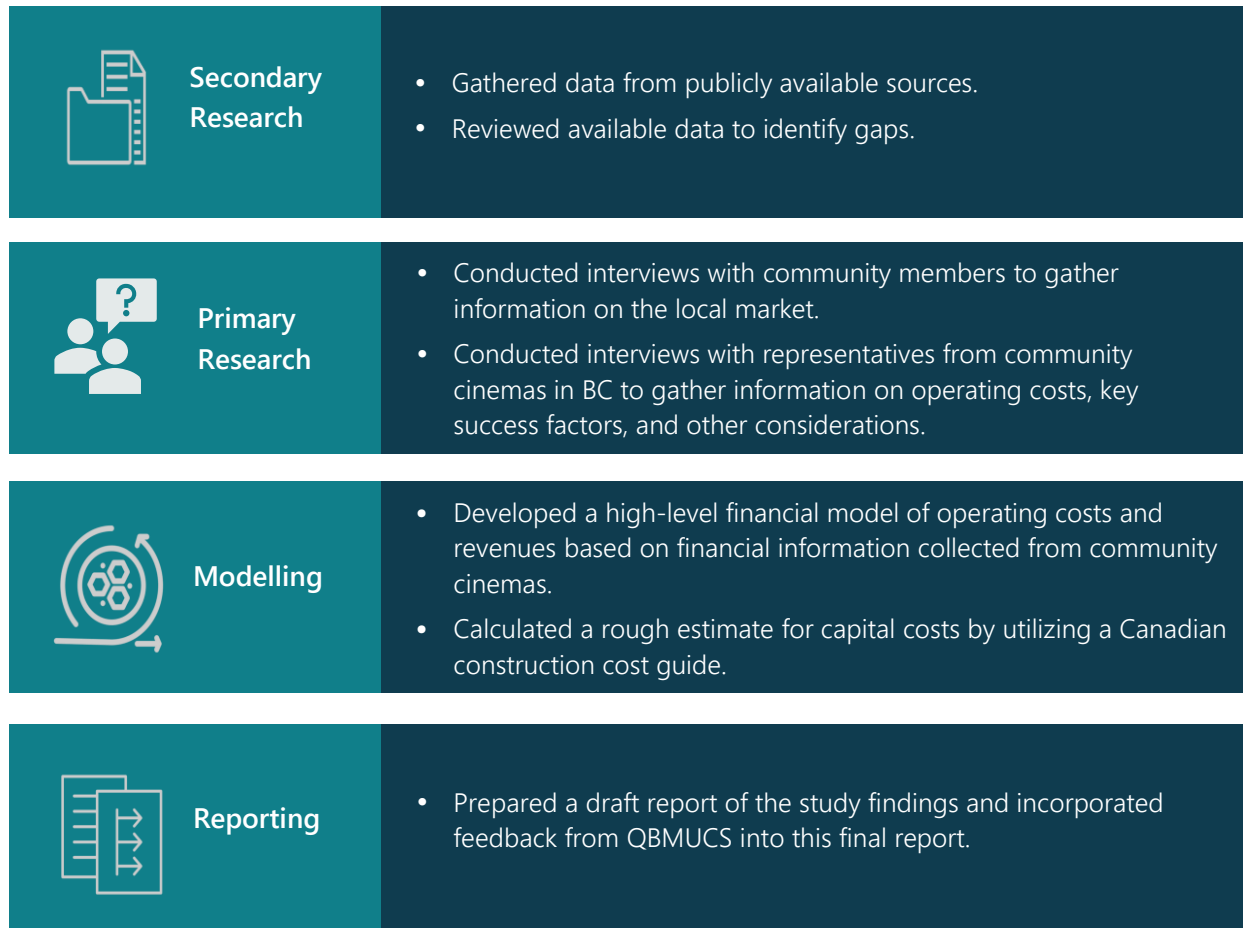 Secondary
Research
• Gathered data from publicly available sources.
• Reviewed available data to identify gaps.
?
Primary
Research
• Conducted interviews with community members to gather
information on the local market.
• Conducted interviews with representatives from community
cinemas in BC to gather information on operating costs, key
success factors, and other considerations.
Modelling
• Developed a high-level financial model of operating costs and
revenues based on financial information collected from community
cinemas.
• Calculated a rough estimate for capital costs by utilizing a Canadian
construction cost guide.
Reporting
• Prepared a draft report of the study findings and incorporated
feedback from QBMUCS into this final report.